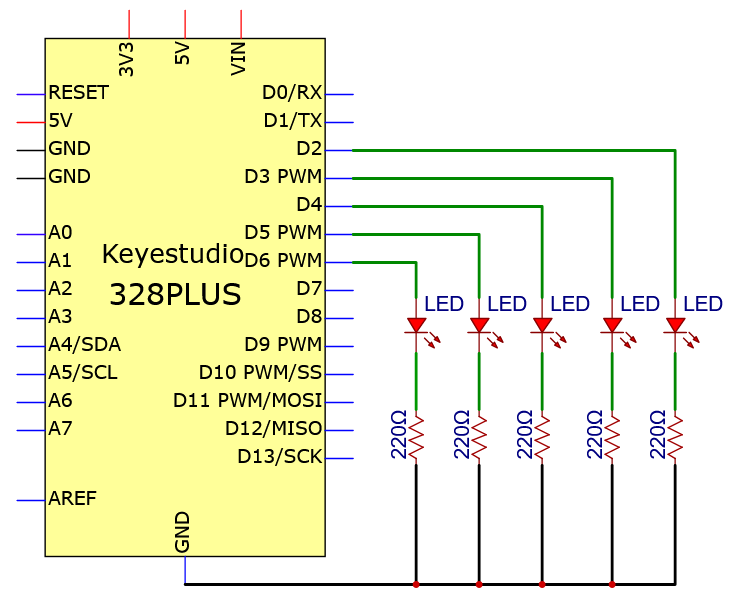 3V3
5V
VIN
RESET
5V
GND
GND
A0
A1
A2
A3
A4/SDA
A5/SCL
A6
A7
AREF
Keyestudio
328PLUS
D0/RX
D1/TX
D2
D3 PWM
D4
D5 PWM
D6 PWM
D7
D8
D9 PWM
D10 PWM/SS
D11 PWM/MOSI
D12/MISO
D13/SCK
GND
LED
LED
LED
LED
LED
220Ω
220Ω
220Ω
220Ω
220Ω